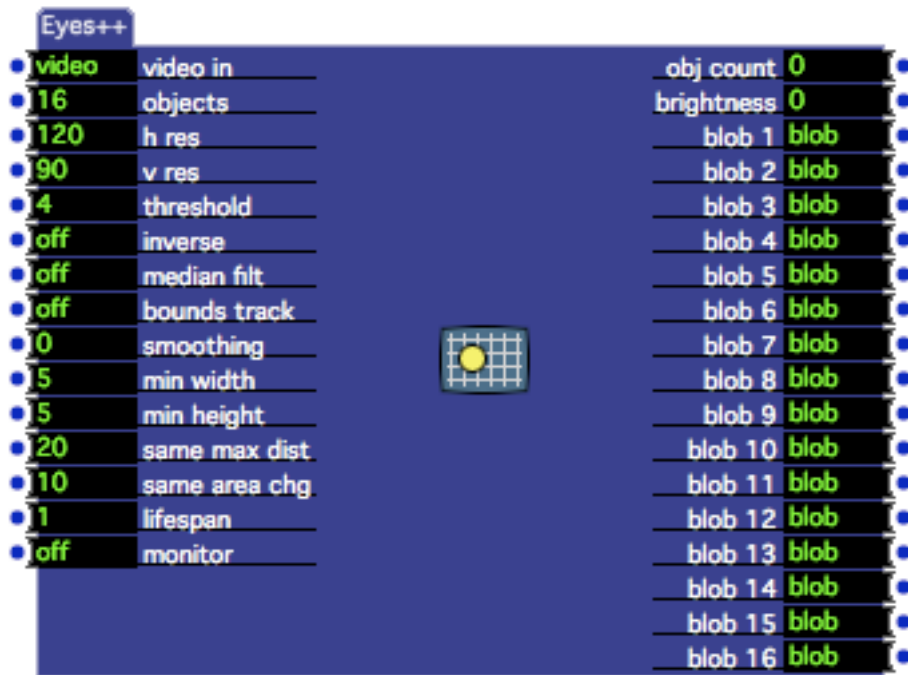 Eyes++
video video in obj count 0
16 objects brightness 0
120 h res blob 1 blob
90 v res blob 2 blob
4 threshold blob 3 blob
off inverse blob 4 blob
off median filt blob 5 blob
off bounds track blob 6 blob
0 smoothing blob 7 blob
5 min width blob 8 blob
5 min height blob 9 blob
20 same max dist blob 10 blob
10 same area chg blob 11 blob
1 lifespan blob 12 blob
off monitor blob 13 blob
blob 14 blob
blob 15 blob
blob 16 blob